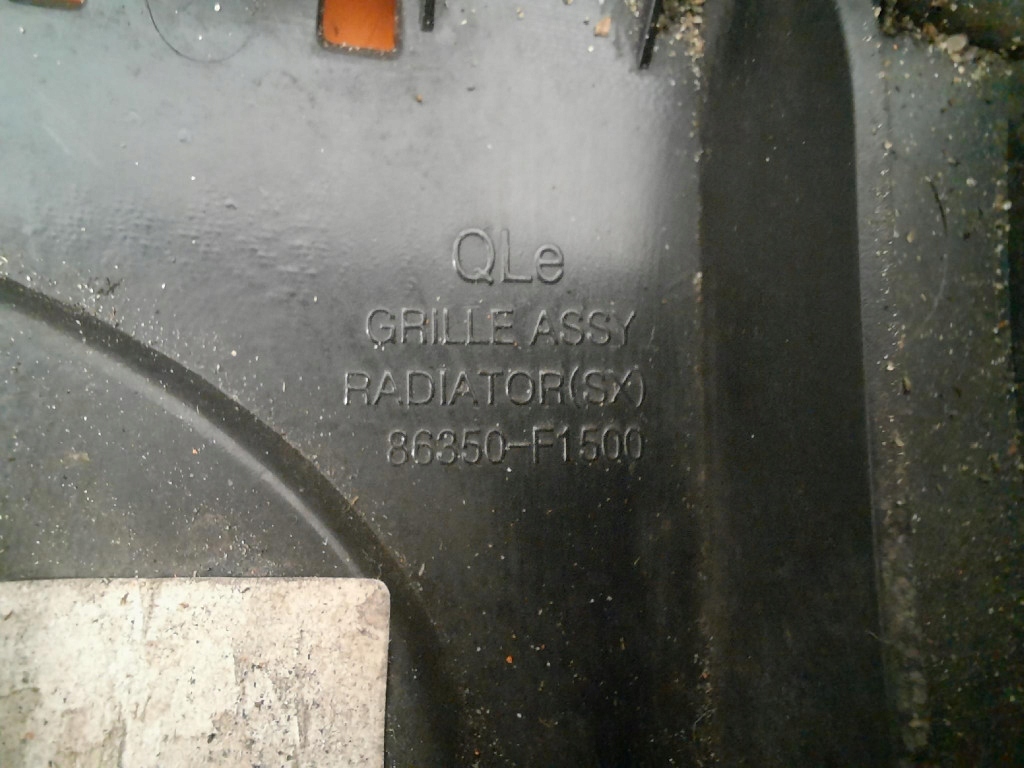 QLe
GRILLE ASSY
RADIATOR(SX)
86350-F1500